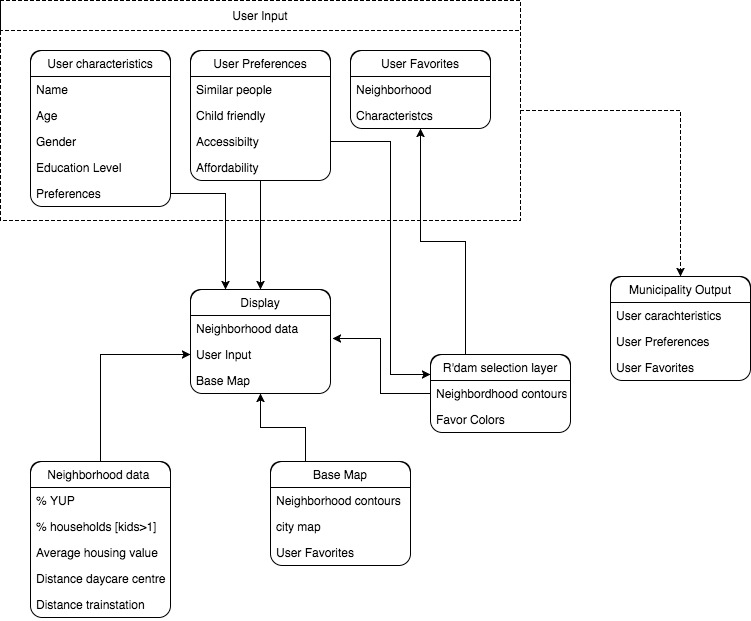 User Input
User characteristics
Name
Age
Gender
Education Level
Preferences
User Preferences
Similar people
Child friendly
Accessibilty
Affordability
User Favorites
Neighborhood
Characteristcs
Display
Neighborhood data
User Input
Base Map
Municipality Output
User carachteristics
User Preferences
User Favorites
R'dam selection layer
Neighbordhood contours
Favor Colors
Neighborhood data
% YUP
% households [kids>1]
Average housing value
Distance daycare centre
Distance trainstation
Base Map
Neighborhood contours
city map
User Favorites